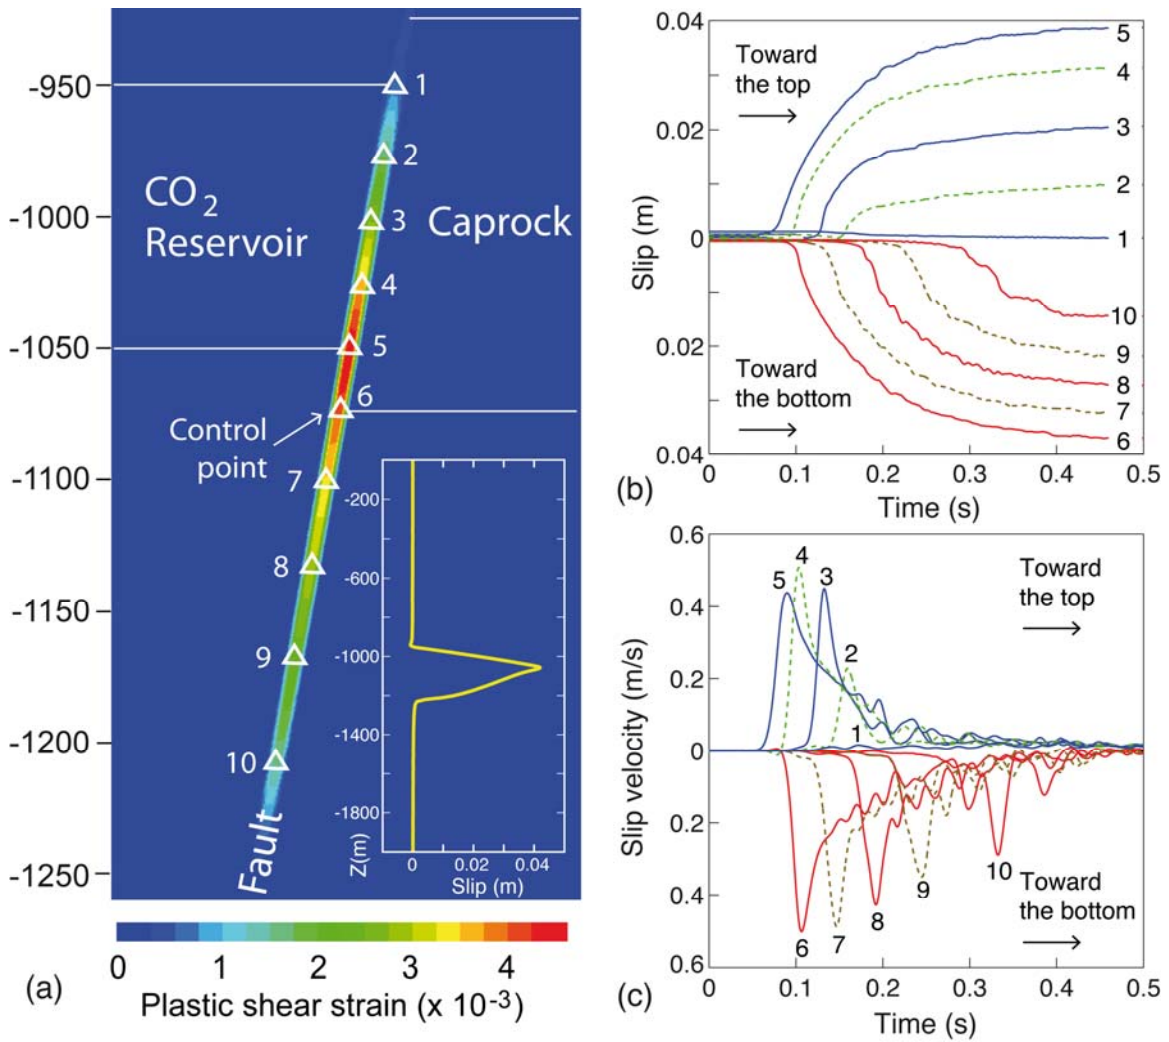 -950
-1000
-1050
-1100
-1150
-1200
-1250
1
2
3
4
5
6
7
8
9
10
CO2
Reservoir
Caprock
Control
point
Fault
-200
-600
-1000
-1400
-1800
Z(m)
0 0.02 0.04
Slip (m)
0 1 2 3 4
Plastic shear strain (x 10-3)
(a)
0.04
0.02
0
0.02
0.04
Slip (m)
Toward
the top
5
4
3
2
1
10
9
8
7
6
Toward
the bottom
0 0.1 0.2 0.3 0.4 0.5
Time (s)
(b)
0.6
0.4
0.2
0
0.2
0.4
0.6
Slip velocity (m/s)
5 4 3
2
1
Toward
the top
6 7 8 9 10
Toward
the bottom
0 0.1 0.2 0.3 0.4 0.5
Time (s)
(c)